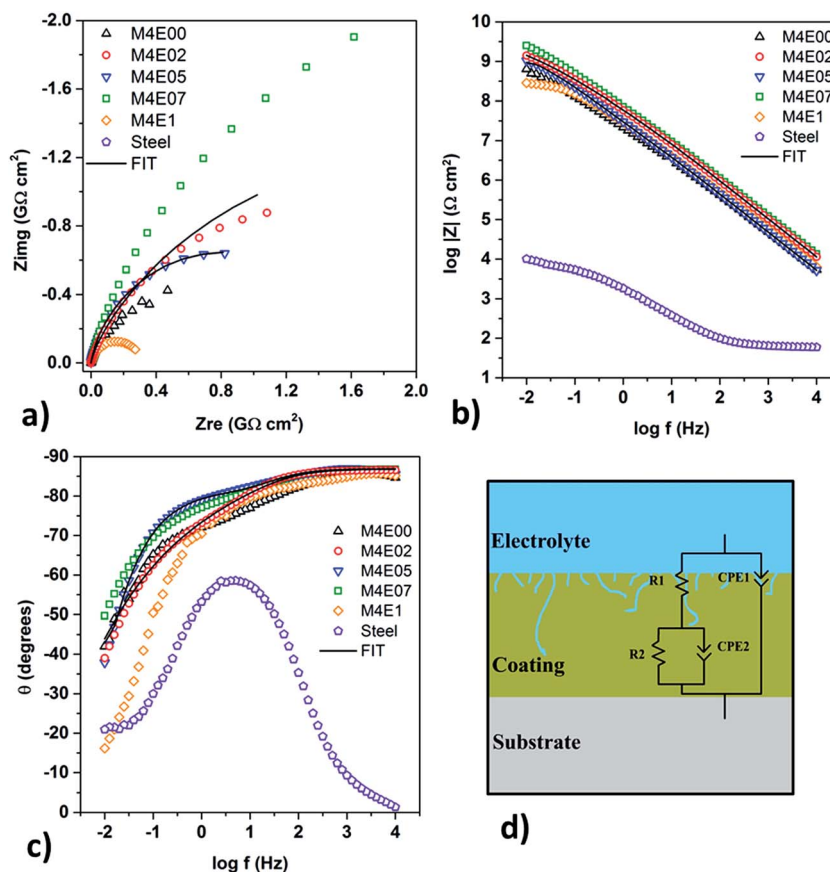 a)
-2.0
-1.6
-1.2
-0.8
-0.4
0.0
Zimg (GΩ cm²)
0.0 0.4 0.8 1.2 1.6 2.0
Zre (GΩ cm²)
M4E00
M4E02
M4E05
M4E07
M4E1
Steel
FIT
b)
10
9
8
7
6
5
4
3
2
1
log |Z| (Ω cm²)
-2 -1 0 1 2 3 4
log f (Hz)
M4E00
M4E02
M4E05
M4E07
M4E1
Steel
FIT
c)
-90
-80
-70
-60
-50
-40
-30
-20
-10
0
θ (degrees)
-2 -1 0 1 2 3 4
log f (Hz)
M4E00
M4E02
M4E05
M4E07
M4E1
Steel
FIT
Electrolyte
R1
CPE1
Coating
R2
CPE2
Substrate
d)